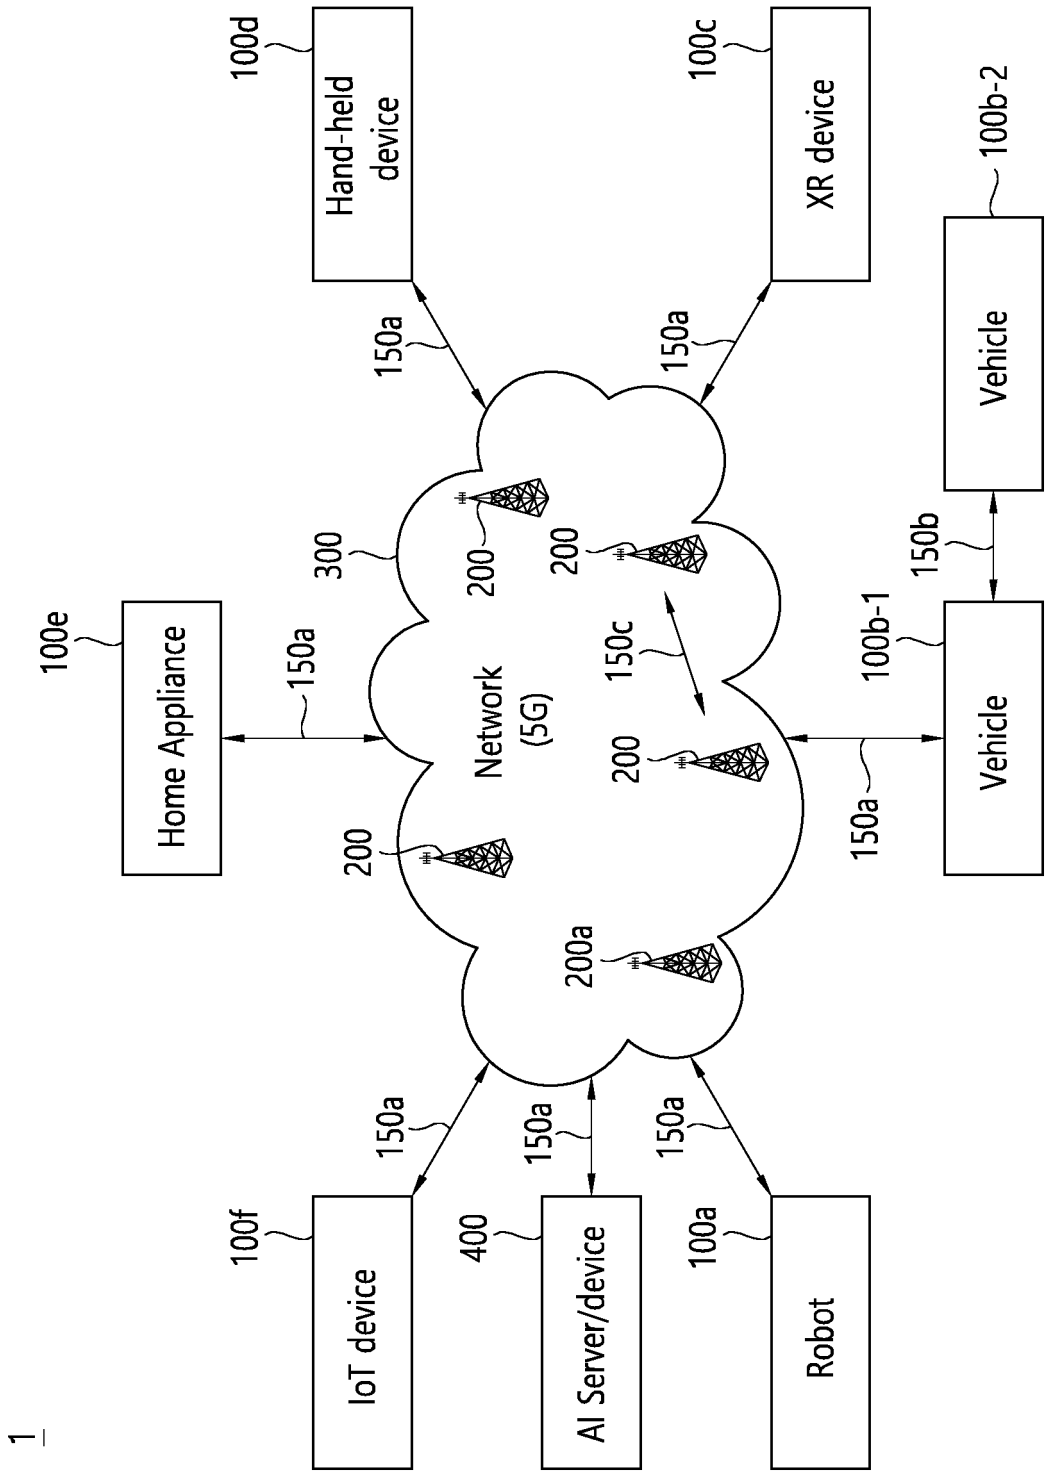 1
100e
Home Appliance
150a
100f
IoT device
150a
300
150a
100d
Hand-held
device
200
Network
(5G)
200
400
AI Server/device
150a
200a
200
150c
200
100a
Robot
150a
150a
100c
XR device
150a
100b-1
Vehicle
150b
100b-2
Vehicle